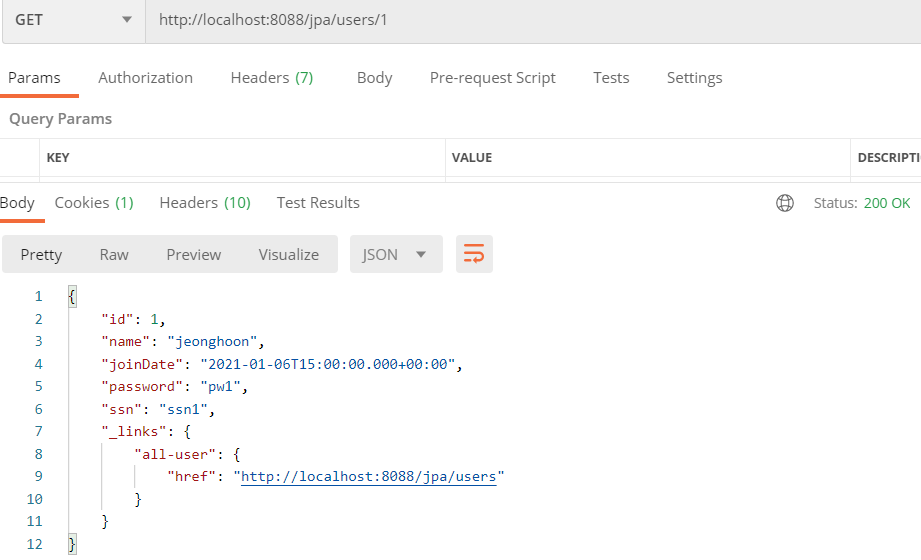 GET http://localhost:8088/jpa/users/1
Params Authorization Headers (7) Body Pre-request Script Tests Settings
Query Params
KEY VALUE DESCRIPTI
Body Cookies (1) Headers (10) Test Results Status: 200 OK
Pretty Raw Preview Visualize JSON
1 {
2 "id": 1,
3 "name": "jeonghoon",
4 "joinDate": "2021-01-06T15:00:00.000+00:00",
5 "password": "pw1",
6 "ssn": "ssn1",
7 "_links": {
8 "all-user": {
9 "href": "http://localhost:8088/jpa/users"
10 }
11 }
12 }